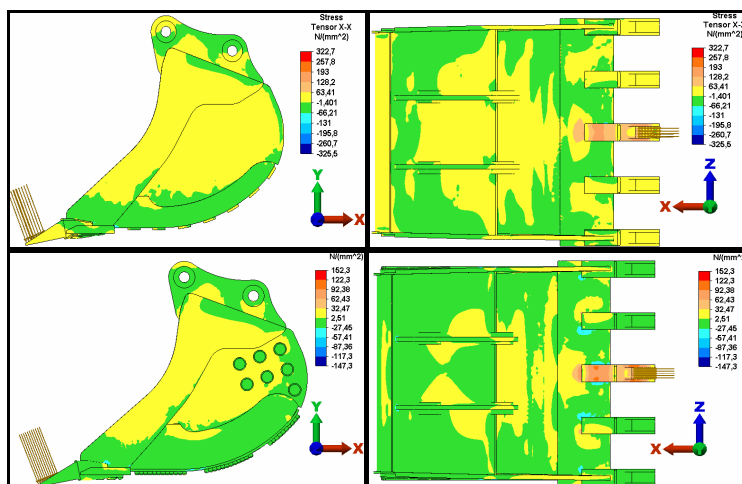 Stress
Tensor X-X
N/(mm^2)
322,7
257,8
193
128,2
63,41
-1,401
-66,21
-131
-195,8
-260,7
-325,5
Y
X
Stress
Tensor X-X
N/(mm^2)
322,7
257,8
193
128,2
63,41
-1,401
-66,21
-131
-195,8
-260,7
-325,5
Z
X
N/(mm^2)
152,3
122,3
92,38
62,43
32,47
2,51
-27,45
-57,41
-87,36
-117,3
-147,3
Y
X
N/(mm^2)
152,3
122,3
92,38
62,43
32,47
2,51
-27,45
-57,41
-87,36
-117,3
-147,3
Z
X